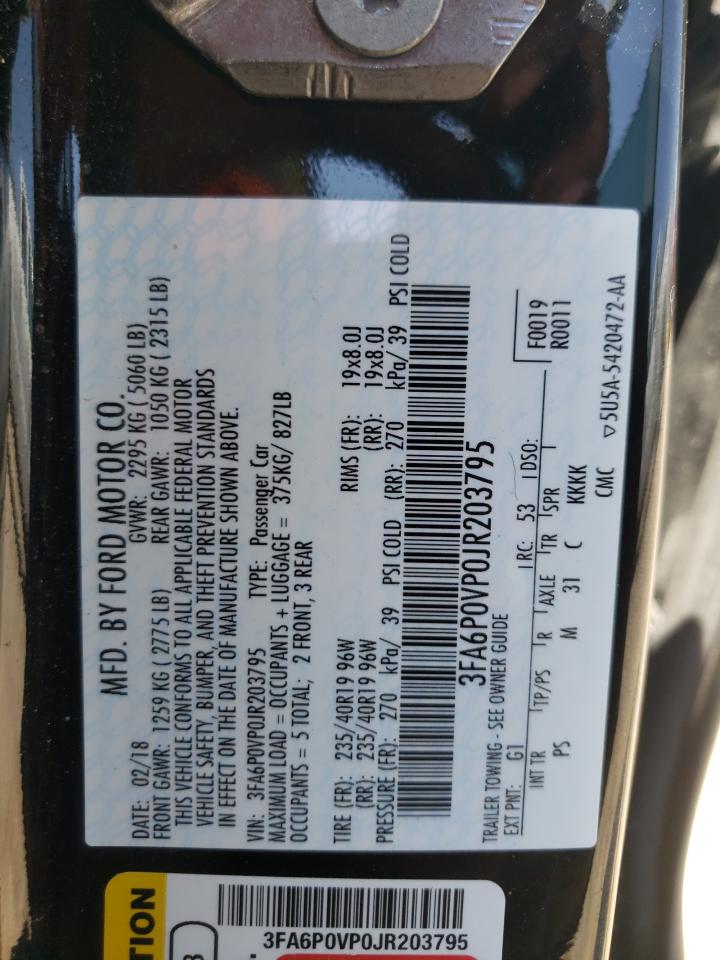 MFD. BY FORD MOTOR CO.
DATE: 02/18 GVWR: 2295 KG ( 5060 LB)
FRONT GAWR: 1259 KG ( 2775 LB) REAR GAWR: 1050 KG ( 2315 LB)
THIS VEHICLE CONFORMS TO ALL APPLICABLE FEDERAL MOTOR
VEHICLE SAFETY, BUMPER, AND THEFT PREVENTION STANDARDS
IN EFFECT ON THE DATE OF MANUFACTURE SHOWN ABOVE.
VIN: 3FA6P0VP0JR203795 TYPE: Passenger Car
MAXIMUM LOAD = OCCUPANTS + LUGGAGE = 375KG/ 827LB
OCCUPANTS = 5 TOTAL; 2 FRONT, 3 REAR
TIRE (FR): 235/40R19 96W RIMS (FR): 19x8.0J
(RR): 235/40R19 96W (RR): 19x8.0J
PRESSURE (FR): 270 kPa/ 39 PSI COLD (RR): 270 kPa/ 39 PSI COLD
3FA6P0VP0JR203795
TRAILER TOWING - SEE OWNER GUIDE
EXT PNT: G1 RC: 53 DSO: F0019
R0011
INT TR TP/PS R AXLE TR SPR
PS M 31 C KKKK
CMC ▽5U5A-5420472-AA
TION
3FA6P0VP0JR203795